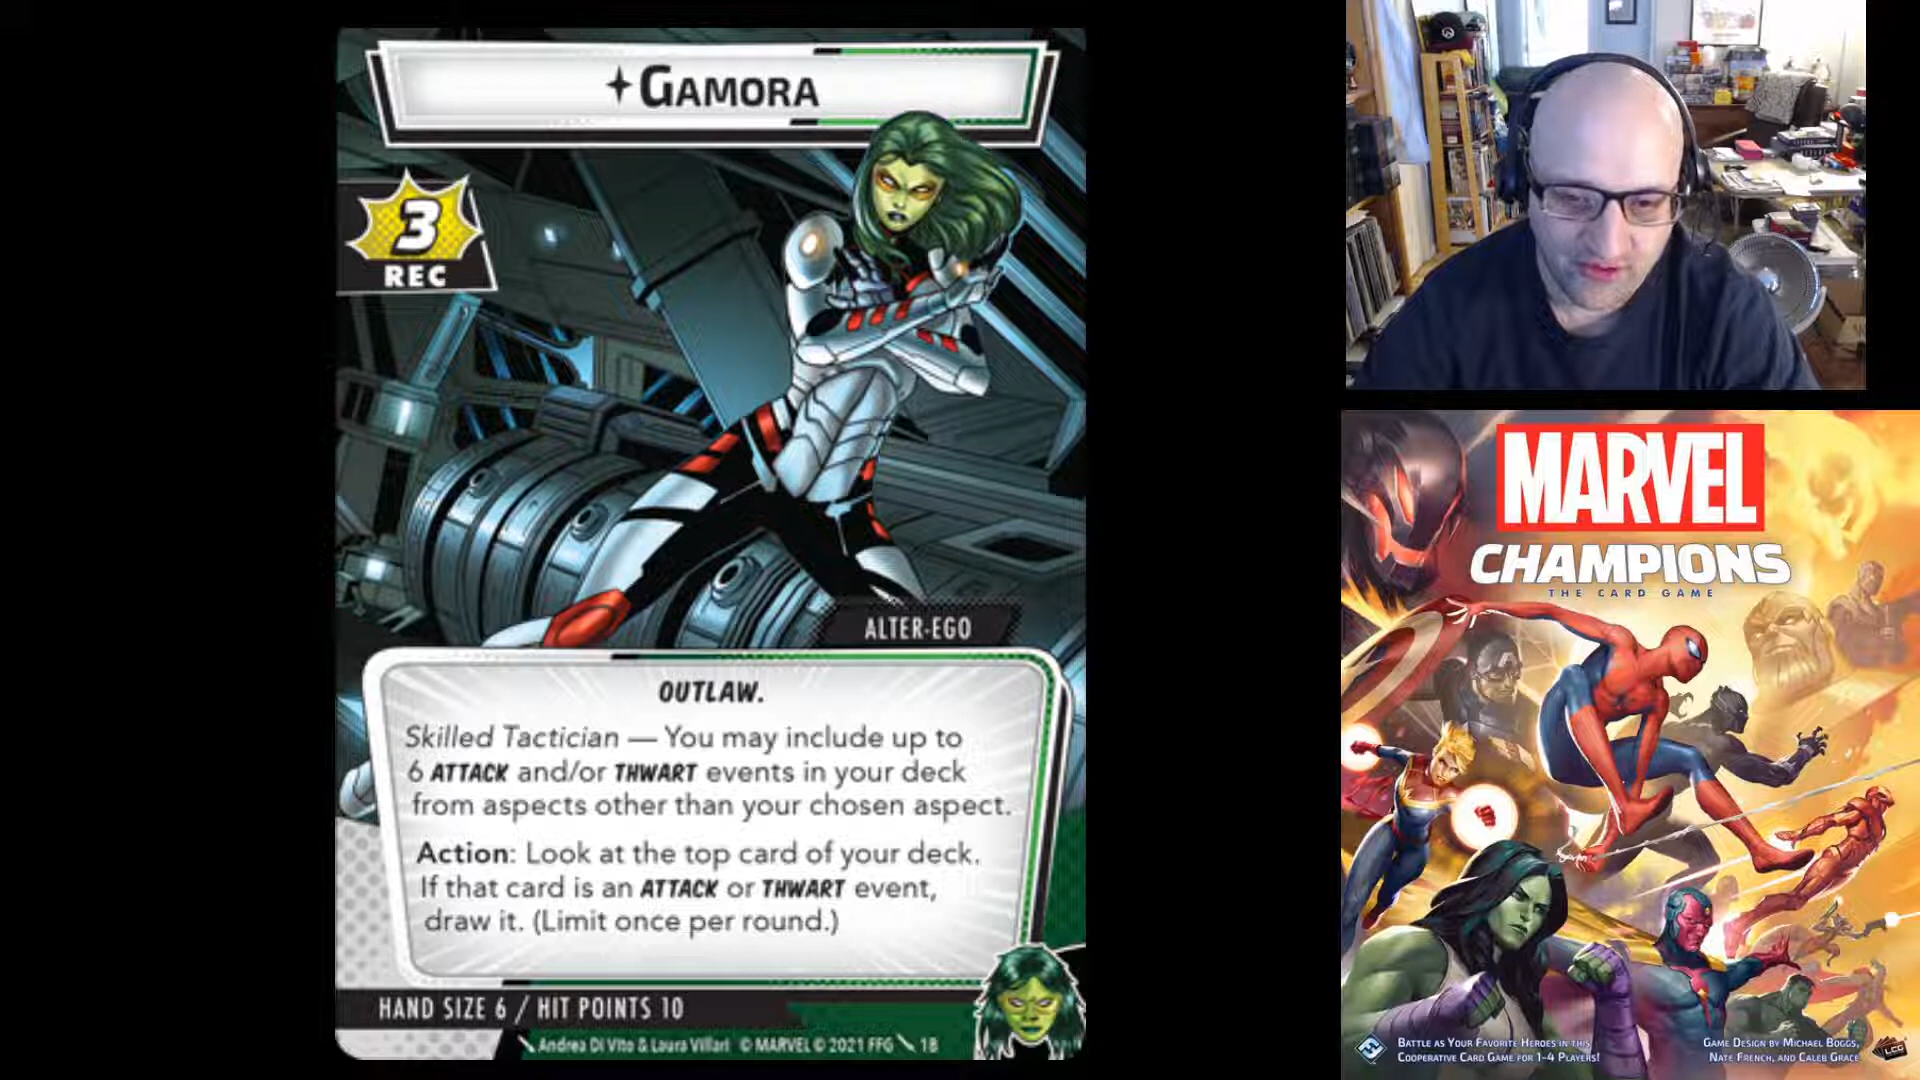 GAMORA
3
REC
ALTER-EGO
OUTLAW.
Skilled Tactician — You may include up to
6 ATTACK and/or THWART events in your deck
from aspects other than your chosen aspect.
Action: Look at the top card of your deck.
If that card is an ATTACK or THWART event,
draw it. (Limit once per round.)
HAND SIZE 6 / HIT POINTS 10
Andrea Di Vito & Laura Villari © MARVEL © 2021 FFG 1B
MARVEL
CHAMPIONS
THE CARD GAME
BATTLE AS YOUR FAVORITE HEROES IN THIS
COOPERATIVE CARD GAME FOR 1-4 PLAYERS!
GAME DESIGN BY MICHAEL BOGGS,
NATE FRENCH, AND CALEB GRACE
LCG